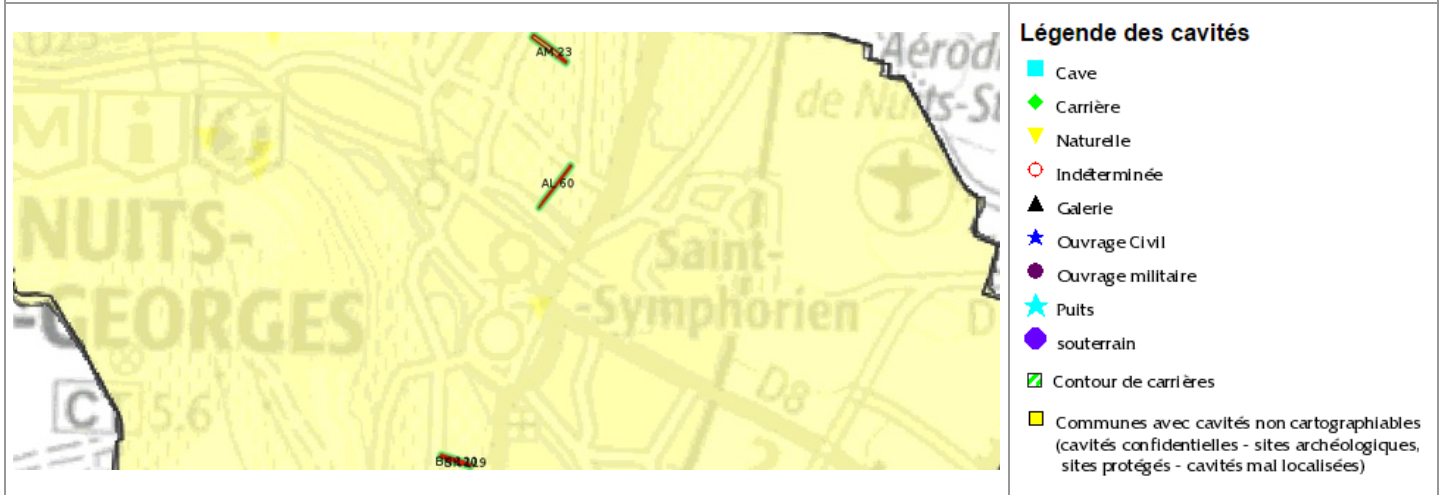 Légende des cavités
Cave
Carrière
Naturelle
Indéterminée
Galerie
Ouvrage Civil
Ouvrage militaire
Puits
souterrain
Contour de carrières
Communes avec cavités non cartographiables
(cavités confidentielles - sites archéologiques,
sites protégés - cavités mal localisées)
AM 23
Aérod
de Nuits-St
M
i
AL 60
NUITS-
-GEORGES
Saint-
-Symphorien
D
C
5.6
D8